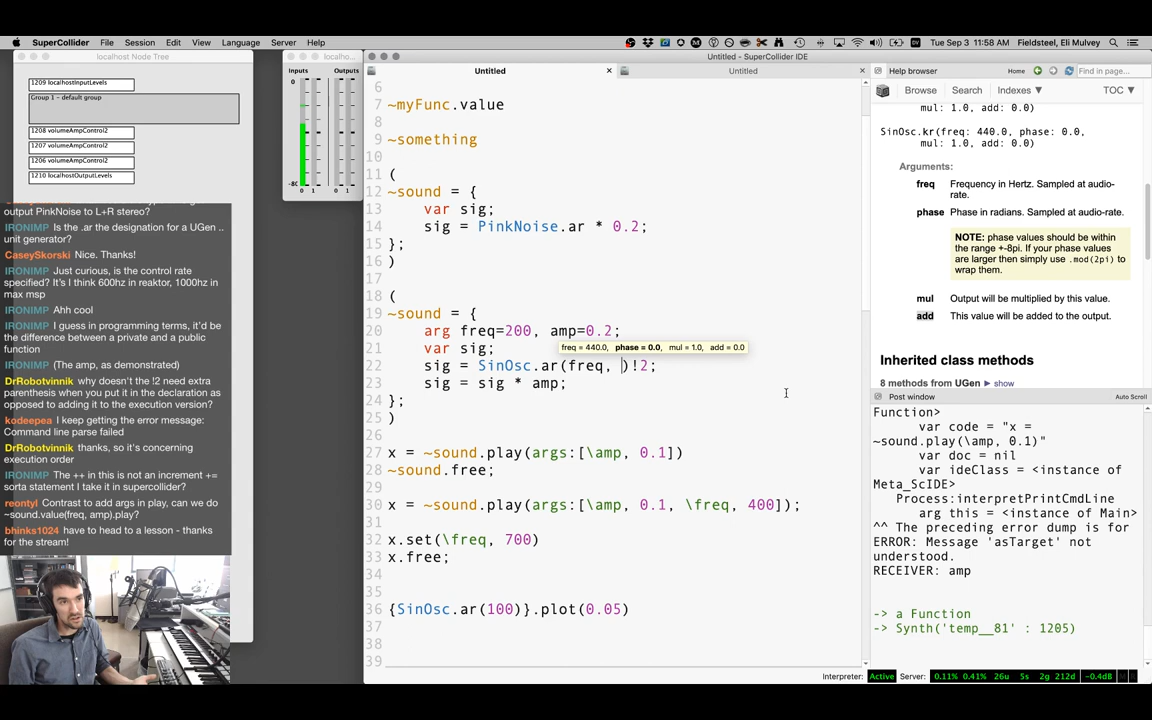 SuperCollider File Session Edit View Language Server Help Tue Sep 3 11:58 AM Fieldsteel, Eli Mulvey
localhost Node Tree
1209 localhostInputLevels
Group 1 - default group
1208 volumeAmpControl2
1207 volumeAmpControl2
1206 volumeAmpControl2
1210 localhostOutputLevels
localho...
Inputs Outputs
0
-80
0 1 0 1
output PinkNoise to L+R stereo?
IRONIMP Is the .ar the designation for a UGen ..
unit generator?
CaseySkorski Nice. Thanks!
IRONIMP Just curious, is the control rate
specified? It's I think 600hz in reaktor, 1000hz in
max msp
IRONIMP Ahh cool
IRONIMP I guess in programming terms, it'd be
the difference between a private and a public
function
IRONIMP (The amp, as demonstrated)
DrRobotvinnik why doesn't the !2 need extra
parenthesis when you put it in the declaration as
opposed to adding it to the execution version?
kodeepea I keep getting the error message:
Command line parse failed
DrRobotvinnik thanks, so it's concerning
execution order
IRONIMP The ++ in this is not an increment +=
sorta statement I take it in supercollider?
reontyl Contrast to add args in play, can we do
~sound.value(freq, amp).play?
bhinks1024 have to head to a lesson - thanks
for the stream!
Untitled - SuperCollider IDE
Untitled Untitled
6
7 ~myFunc.value
8
9 ~something
10
11 (
12 ~sound = {
13 var sig;
14 sig = PinkNoise.ar * 0.2;
15 };
16 )
17
18 (
19 ~sound = {
20 arg freq=200, amp=0.2;
21 var sig;
freq = 440.0, phase = 0.0, mul = 1.0, add = 0.0
22 sig = SinOsc.ar(freq, )!2;
23 sig = sig * amp;
24 };
25 )
26
27 x = ~sound.play(args:[\amp, 0.1])
28 ~sound.free;
29
30 x = ~sound.play(args:[\amp, 0.1, \freq, 400]);
31
32 x.set(\freq, 700)
33 x.free;
34
35
36 {SinOsc.ar(100)}.plot(0.05)
37
38
39
Help browser Home Find in page...
Browse Search Indexes ▼ TOC ▼
mul: 1.0, add: 0.0)
SinOsc.kr(freq: 440.0, phase: 0.0,
mul: 1.0, add: 0.0)
Arguments:
freq Frequency in Hertz. Sampled at audio-
rate.
phase Phase in radians. Sampled at audio-rate.
NOTE: phase values should be within
the range +-8pi. If your phase
values are larger then simply use .mod(2pi) to
wrap them.
mul Output will be multiplied by this value.
add This value will be added to the output.
Inherited class methods
8 methods from UGen ► show
Post window Auto Scroll
Function>
var code = "x =
~sound.play(\amp, 0.1)"
var doc = nil
var ideClass = <instance of
Meta_ScIDE>
Process:interpretPrintCmdLine
arg this = <instance of Main>
^^ The preceding error dump is for
ERROR: Message 'asTarget' not
understood.
RECEIVER: amp
-> a Function
-> Synth('temp__81' : 1205)
Interpreter: Active Server: 0.11% 0.41% 26u 5s 2g 212d -0.4dB M R